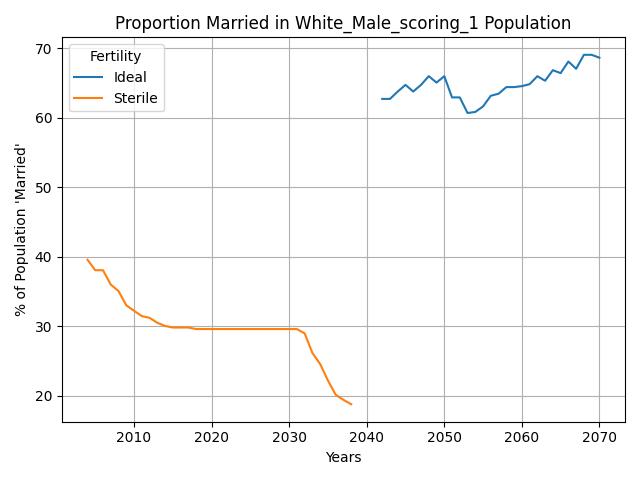 Proportion Married in White_Male_scoring_1 Population
Fertility
Ideal
Sterile
% of Population 'Married'
70
60
50
40
30
20
2010
2020
2030
2040
2050
2060
2070
Years